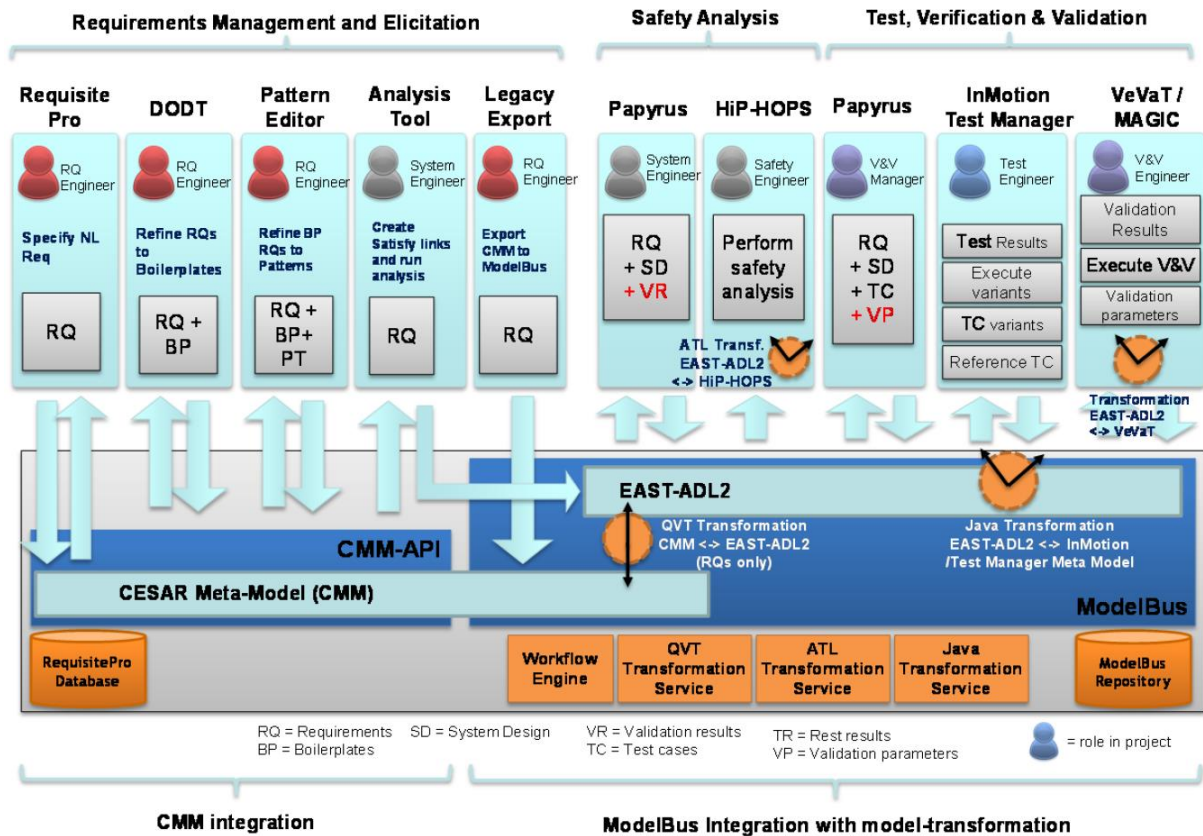 Requirements Management and Elicitation
Safety Analysis
Test, Verification & Validation
Requisite
Pro
RQ
Engineer
Specify NL
Req
RQ
DODT
RQ
Engineer
Refine RQs
to
Boilerplates
RQ +
BP
Pattern
Editor
RQ
Engineer
Refine BP
RQs to
Patterns
RQ +
BP+
PT
Analysis
Tool
System
Engineer
Create
Satisfy links
and run
analysis
RQ
Legacy
Export
RQ
Engineer
Export
CMM to
ModelBus
RQ
Papyrus
System
Engineer
RQ
+ SD
+ VR
HiP-HOPS
Safety
Engineer
Perform
safety
analysis
ATL Transf.
EAST-ADL2
<-> HiP-HOPS
Papyrus
V&V
Manager
RQ
+ SD
+ TC
+ VP
InMotion
Test Manager
Test
Engineer
Test Results
Execute
variants
TC variants
Reference TC
VeVaT /
MAGIC
V&V
Engineer
Validation
Results
Execute V&V
Validation
parameters
Transformation
EAST-ADL2
<-> VeVaT
EAST-ADL2
QVT Transformation
CMM <-> EAST-ADL2
(RQs only)
Java Transformation
EAST-ADL2 <-> InMotion
/Test Manager Meta Model
CMM-API
CESAR Meta-Model (CMM)
ModelBus
RequisitePro
Database
Workflow
Engine
QVT
Transformation
Service
ATL
Transformation
Service
Java
Transformation
Service
ModelBus
Repository
RQ = Requirements
BP = Boilerplates
SD = System Design
VR = Validation results
TC = Test cases
TR = Rest results
VP = Validation parameters
= role in project
CMM integration
ModelBus Integration with model-transformation